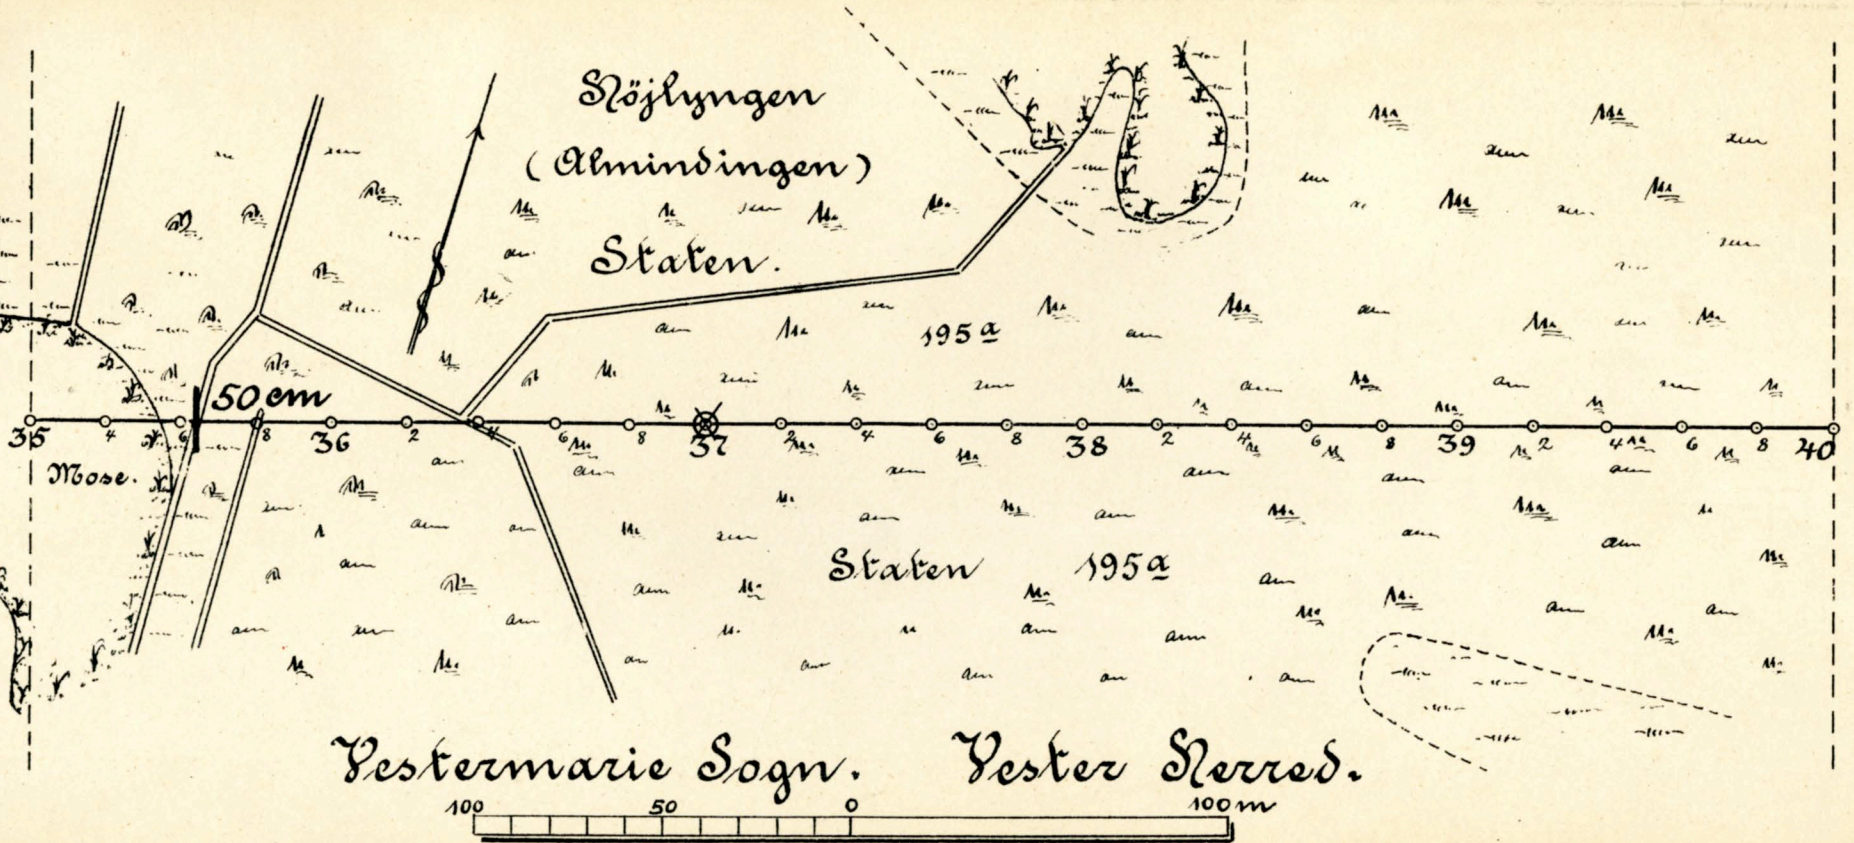 Höjlyngen
(Almindingen)
Staten.
195a
50 cm
35 4 6 8 36 2 4 6 8 37 2 4 6 8 38 2 4 6 8 39 2 4 6 8 40
Mose.
Staten 195a
Vestermarie Sogn. Vester Herred.
100 50 0 100 m